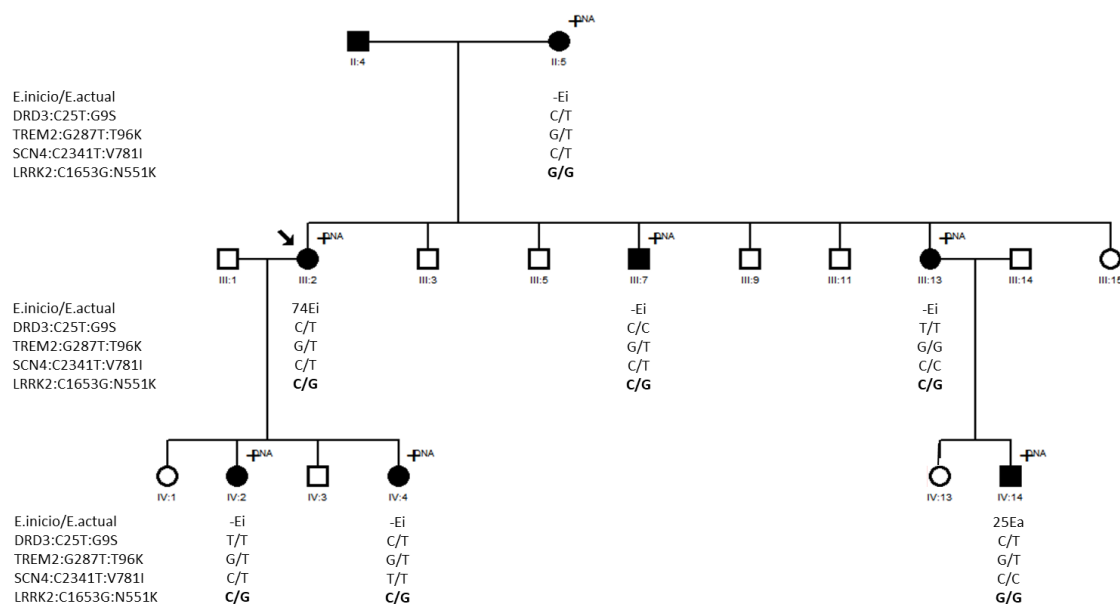 +DNA
II:4 II:5
E.inicio/E.actual -Ei
DRD3:C25T:G9S C/T
TREM2:G287T:T96K G/T
SCN4:C2341T:V781I C/T
LRRK2:C1653G:N551K G/G
+DNA +DNA +DNA
III:1 III:2 III:3 III:5 III:7 III:9 III:11 III:13 III:14 III:15
E.inicio/E.actual 74Ei -Ei -Ei
DRD3:C25T:G9S C/T C/C T/T
TREM2:G287T:T96K G/T G/T G/G
SCN4:C2341T:V781I C/T C/T C/C
LRRK2:C1653G:N551K C/G C/G C/G
+DNA +DNA +DNA
IV:1 IV:2 IV:3 IV:4 IV:13 IV:14
E.inicio/E.actual -Ei -Ei 25Ea
DRD3:C25T:G9S T/T C/T C/T
TREM2:G287T:T96K G/T G/T G/T
SCN4:C2341T:V781I C/T T/T C/C
LRRK2:C1653G:N551K C/G C/G G/G